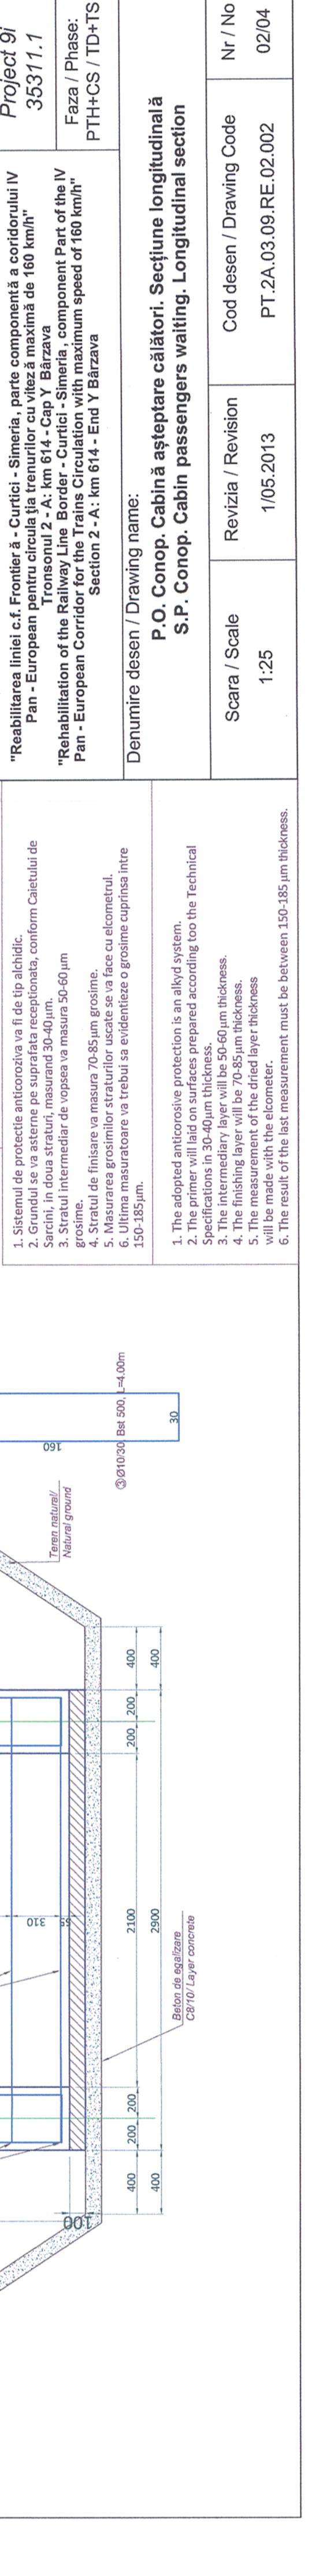 "Reabilitarea liniei c.f. Frontieră - Curtici - Simeria, parte componentă a coridorului IV
Pan - European pentru circulaţia trenurilor cu viteză maximă de 160 km/h"
Tronsonul 2 - A: km 614 - Cap Y Bârzava
"Rehabilitation of the Railway Line Border - Curtici - Simeria , component Part of the IV
Pan - European Corridor for the Trains Circulation with maximum speed of 160 km/h"
Section 2 - A: km 614 - End Y Bârzava
Project 9i
35311.1
Faza / Phase:
PTH+CS / TD+TS
Denumire desen / Drawing name:
P.O. Conop. Cabină aşteptare călători. Secţiune longitudinală
S.P. Conop. Cabin passengers waiting. Longitudinal section
Scara / Scale
1:25
Revizia / Revision
1/05.2013
Cod desen / Drawing Code
PT.2A.03.09.RE.02.002
Nr / No
02/04
1. Sistemul de protectie anticoroziva va fi de tip alchidic.
2. Grundul se va asterne pe suprafata receptionata, conform Caietului de
Sarcini, in doua straturi, masurand 30-40µm.
3. Stratul intermediar de vopsea va masura 50-60µm
grosime.
4. Stratul de finisare va masura 70-85µm grosime.
5. Masurarea grosimilor straturilor uscate se va face cu elcometrul.
6. Ultima masuratoare va trebui sa evidentieze o grosime cuprinsa intre
150-185µm.
1. The adopted anticorosive protection is an alkyd system.
2. The primer will laid on surfaces prepared according too the Technical
Specifications in 30-40µm thickness.
3. The intermediary layer will be 50-60µm thickness.
4. The finishing layer will be 70-85µm thickness.
5. The measurement of the dried layer thickness
will be made with the elcometer.
6. The result of the last measurement must be between 150-185 µm thickness.
160
30
③Ø10/30, Bst 500, L=4.00m
Teren natural/
Natural ground
310
100
400 200 200 2100 200 200 400
400 2900 400
Beton de egalizare
C8/10/ Layer concrete